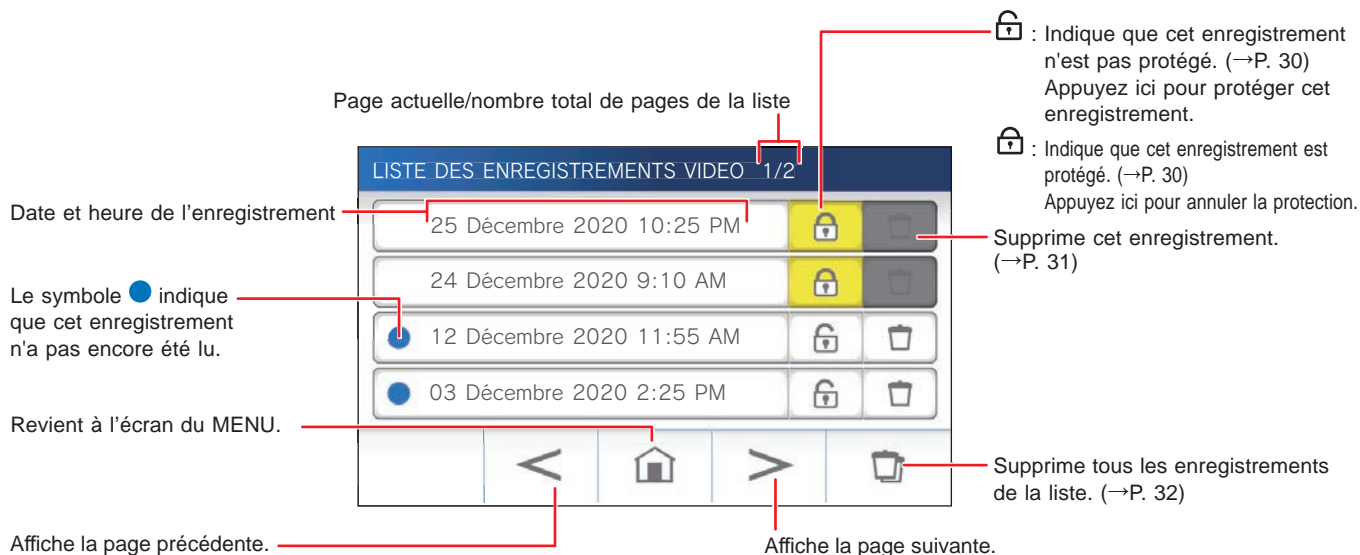 : Indique que cet enregistrement
n'est pas protégé. (→P. 30)
Appuyez ici pour protéger cet
enregistrement.
: Indique que cet enregistrement est
protégé. (→P. 30)
Appuyez ici pour annuler la protection.
Page actuelle/nombre total de pages de la liste
LISTE DES ENREGISTREMENTS VIDEO 1/2
Date et heure de l'enregistrement
25 Décembre 2020 10:25 PM
Supprime cet enregistrement.
(→P. 31)
24 Décembre 2020 9:10 AM
Le symbole ● indique
que cet enregistrement
n'a pas encore été lu.
12 Décembre 2020 11:55 AM
03 Décembre 2020 2:25 PM
Revient à l'écran du MENU.
< >
Supprime tous les enregistrements
de la liste. (→P. 32)
Affiche la page précédente.
Affiche la page suivante.